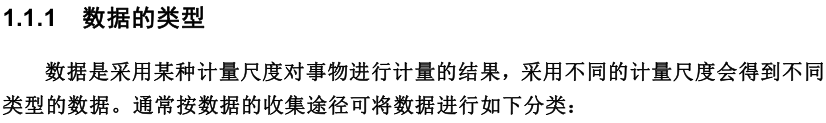 1.1.1 数据的类型
数据是采用某种计量尺度对事物进行计量的结果，采用不同的计量尺度会得到不同
类型的数据。通常按数据的收集途径可将数据进行如下分类：